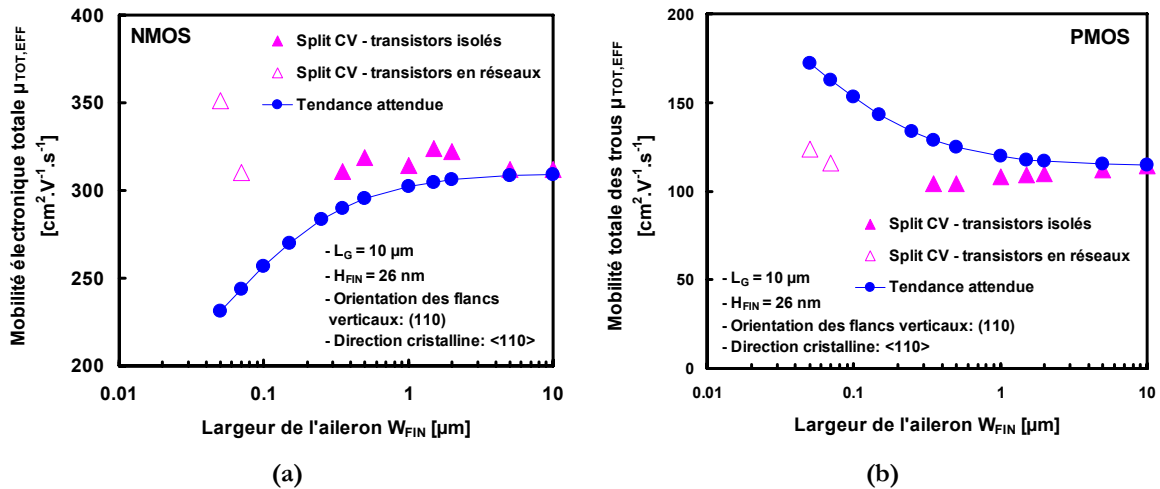 Mobilité électronique totale µTOT,EFF
[cm2.V-1.s-1]
400
350
300
250
200
NMOS
Split CV - transistors isolés
Split CV - transistors en réseaux
Tendance attendue
- LG = 10 µm
- HFIN = 26 nm
- Orientation des flancs
verticaux: (110)
- Direction cristalline: <110>
0.01 0.1 1 10
Largeur de l'aileron WFIN [µm]
(a)
Mobilité totale des trous µTOT,EFF
[cm2.V-1.s-1]
200
150
100
50
0
PMOS
Split CV - transistors isolés
Split CV - transistors en réseaux
Tendance attendue
- LG = 10 µm
- HFIN = 26 nm
- Orientation des flancs verticaux: (110)
- Direction cristalline: <110>
0.01 0.1 1 10
Largeur de l'aileron WFIN [µm]
(b)